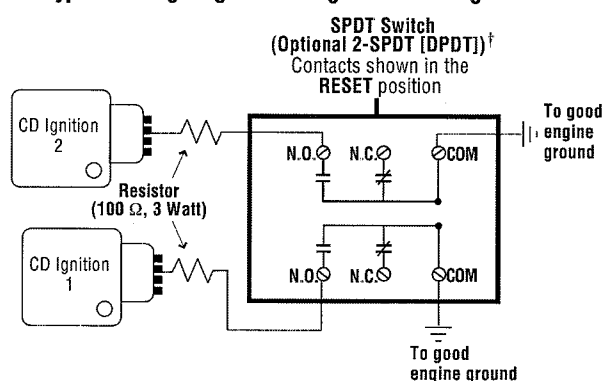 SPDT Switch
(Optional 2-SPDT [DPDT])†
Contacts shown in the
RESET position
CD Ignition
2
N.O.
N.C.
COM
To good
engine
ground
Resistor
(100 Ω, 3 Watt)
CD Ignition
1
N.O.
N.C.
COM
To good
engine ground